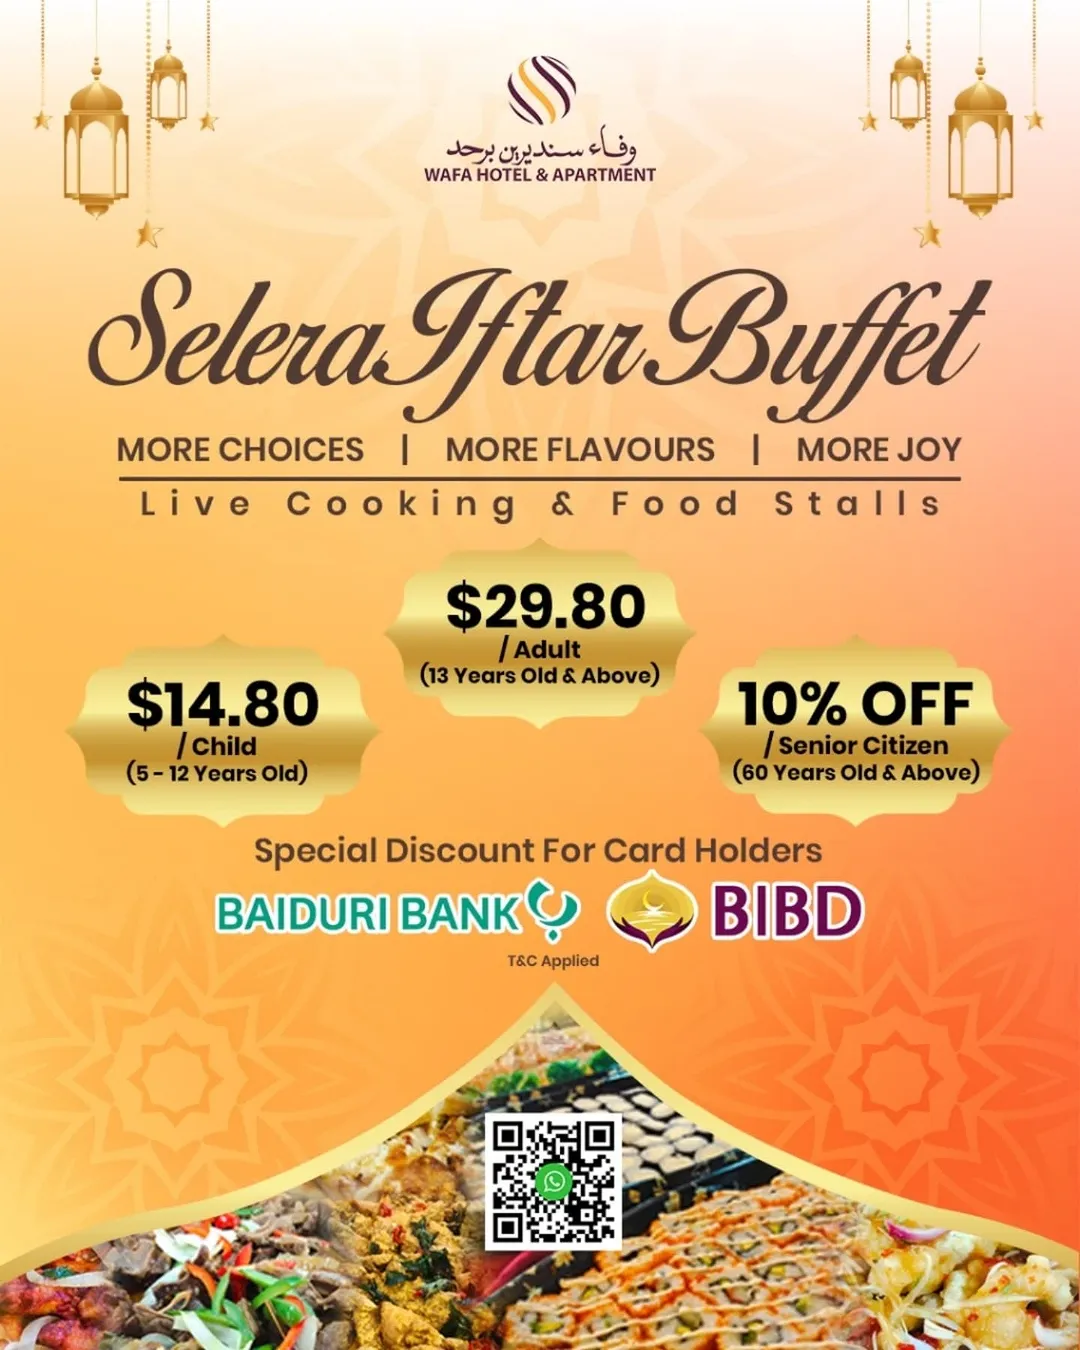 وفاء سنديرين برحد
WAFA HOTEL & APARTMENT
Selera Iftar Buffet
MORE CHOICES | MORE FLAVOURS | MORE JOY
Live Cooking & Food Stalls
$29.80
/ Adult
(13 Years Old & Above)
$14.80
/ Child
(5 - 12 Years Old)
10% OFF
/ Senior Citizen
(60 Years Old & Above)
Special Discount For Card Holders
BAIDURI BANK BIBD
T&C Applied